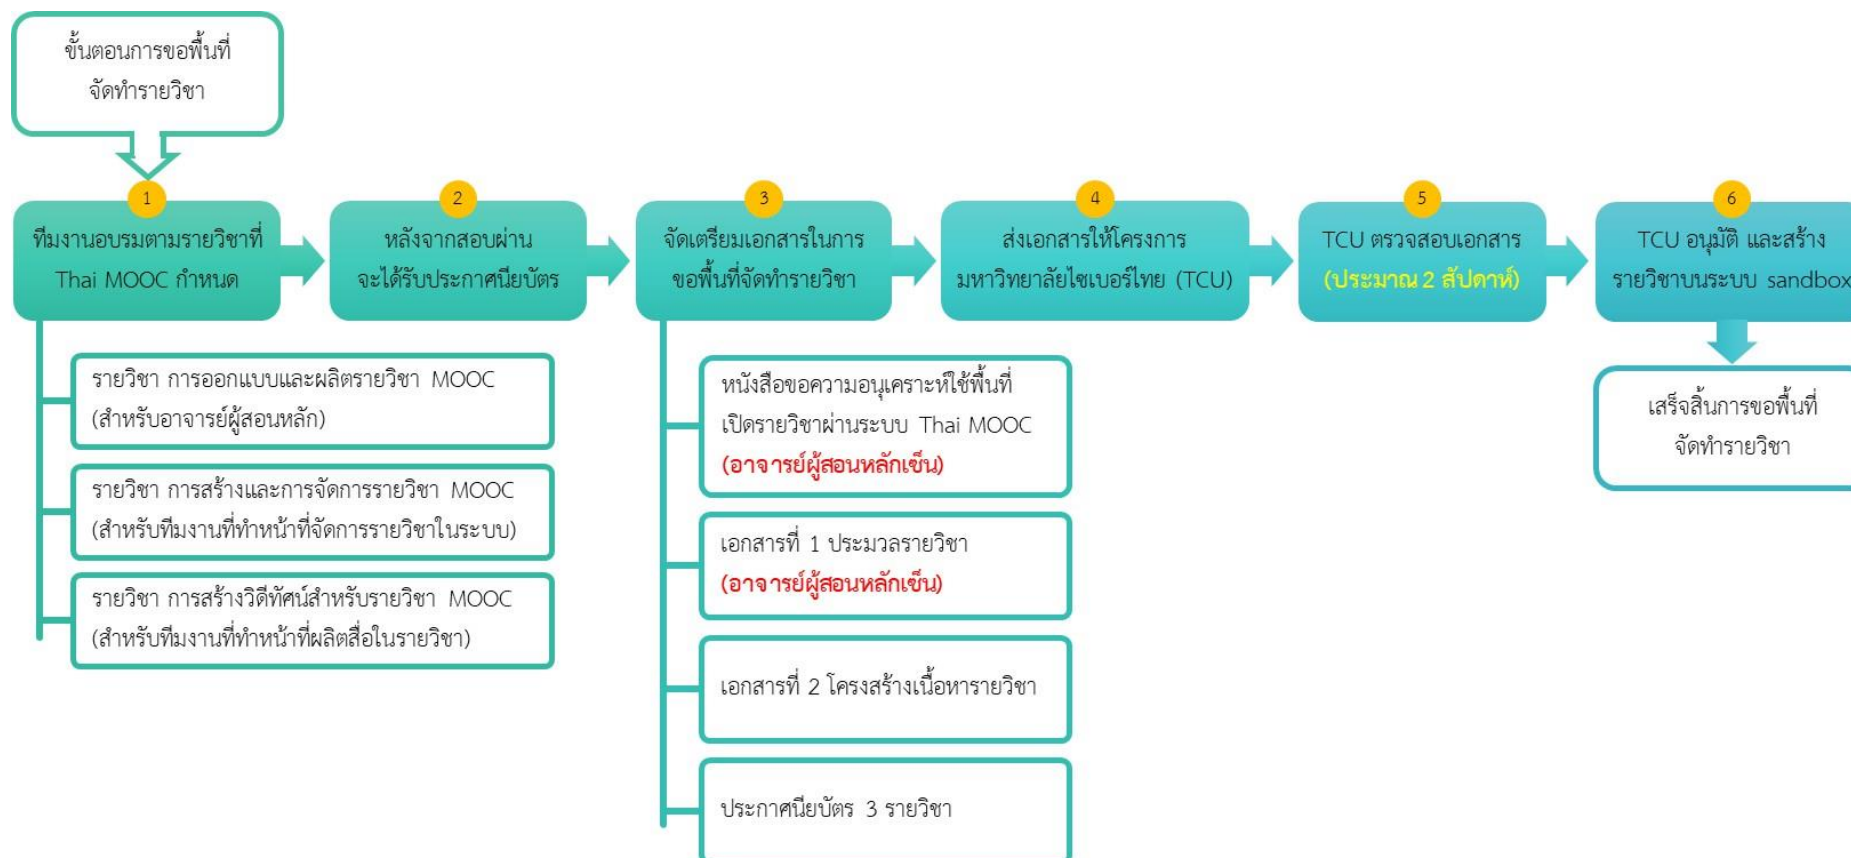 ขั้นตอนการขอพื้นที่
จัดทำรายวิชา
1
ทีมงานอบรมตามรายวิชาที่
Thai MOOC กำหนด
รายวิชา การออกแบบและผลิตรายวิชา MOOC
(สำหรับอาจารย์ผู้สอนหลัก)
รายวิชา การสร้างและการจัดการรายวิชา MOOC
(สำหรับทีมงานที่ทำหน้าที่จัดการรายวิชาในระบบ)
รายวิชา การสร้างวิดีทัศน์สำหรับรายวิชา MOOC
(สำหรับทีมงานที่ทำหน้าที่ผลิตสื่อในรายวิชา)
2
หลังจากสอบผ่าน
จะได้รับประกาศนียบัตร
3
จัดเตรียมเอกสารในการ
ขอพื้นที่จัดทำรายวิชา
หนังสือขอความอนุเคราะห์ใช้พื้นที่
เปิดรายวิชาผ่านระบบ Thai MOOC
(อาจารย์ผู้สอนหลักเซ็น)
เอกสารที่ 1 ประมวลรายวิชา
(อาจารย์ผู้สอนหลักเซ็น)
เอกสารที่ 2 โครงสร้างเนื้อหารายวิชา
ประกาศนียบัตร 3 รายวิชา
4
ส่งเอกสารให้โครงการ
มหาวิทยาลัยไซเบอร์ไทย (TCU)
5
TCU ตรวจสอบเอกสาร
(ประมาณ 2 สัปดาห์)
6
TCU อนุมัติ และสร้าง
รายวิชาบนระบบ sandbox
เสร็จสิ้นการขอพื้นที่
จัดทำรายวิชา